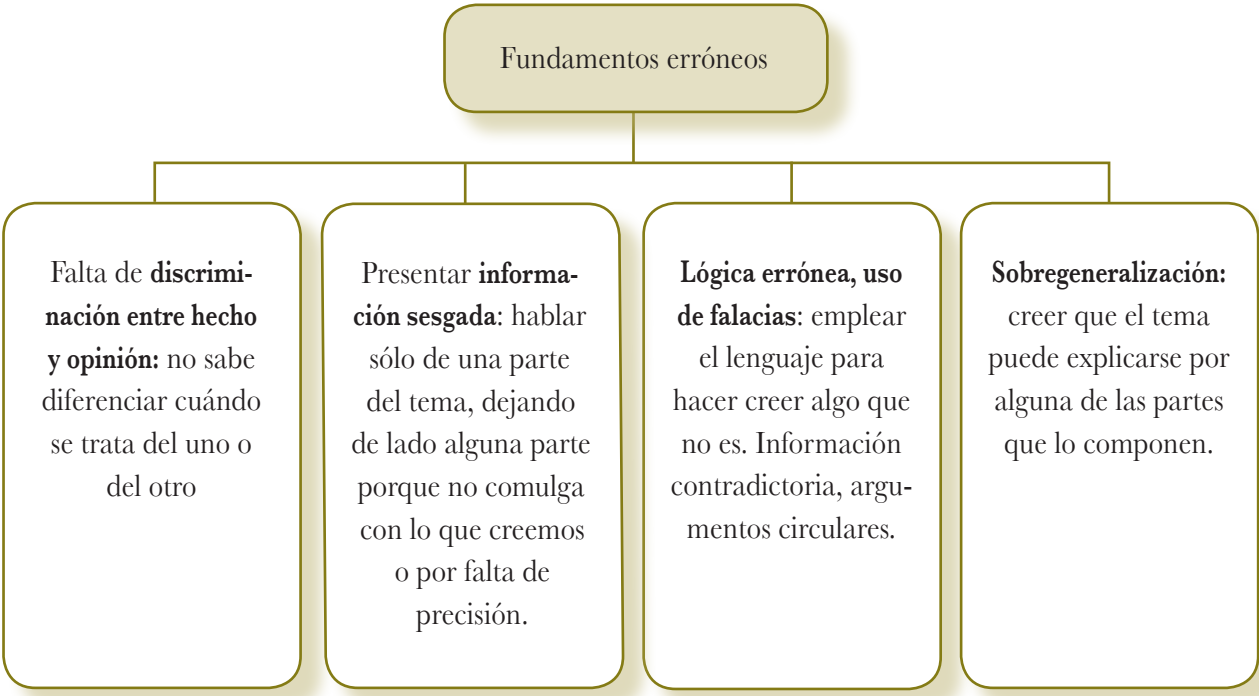 Fundamentos erróneos
Falta de discrimi-
nación entre hecho
y opinión: no sabe
diferenciar cuándo
se trata del uno o
del otro
Presentar informa-
ción sesgada: hablar
sólo de una parte
del tema, dejando
de lado alguna parte
porque no comulga
con lo que creemos
o por falta de
precisión.
Lógica errónea, uso
de falacias: emplear
el lenguaje para
hacer creer algo que
no es. Información
contradictoria, argu-
mentos circulares.
Sobregeneralización:
creer que el tema
puede explicarse por
alguna de las partes
que lo componen.